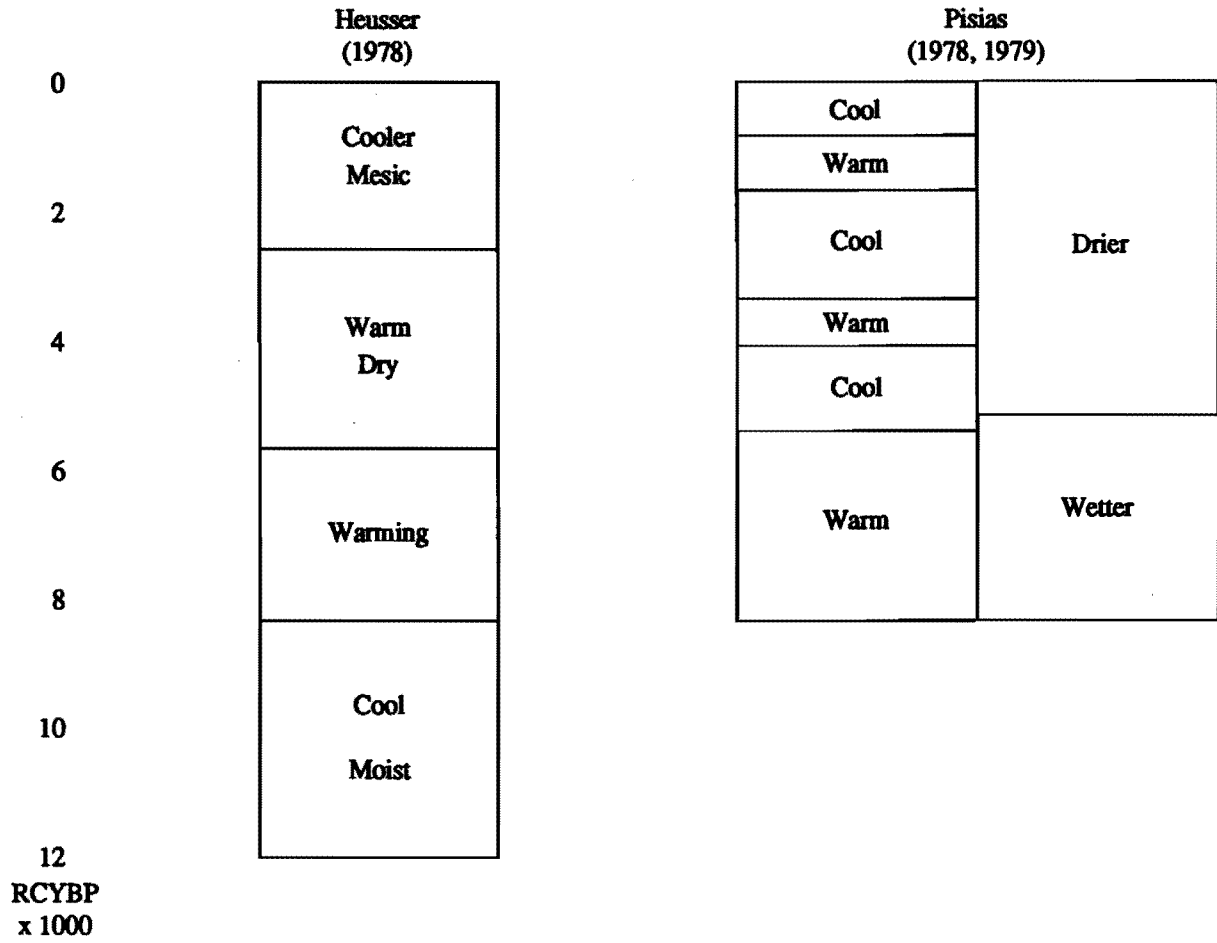 Heusser
(1978)
Pisias
(1978, 1979)
0
2
4
6
8
10
12
RCYBP
x 1000
Cooler
Mesic
Warm
Dry
Warming
Cool
Moist
Cool
Warm
Cool
Warm
Cool
Warm
Drier
Wetter